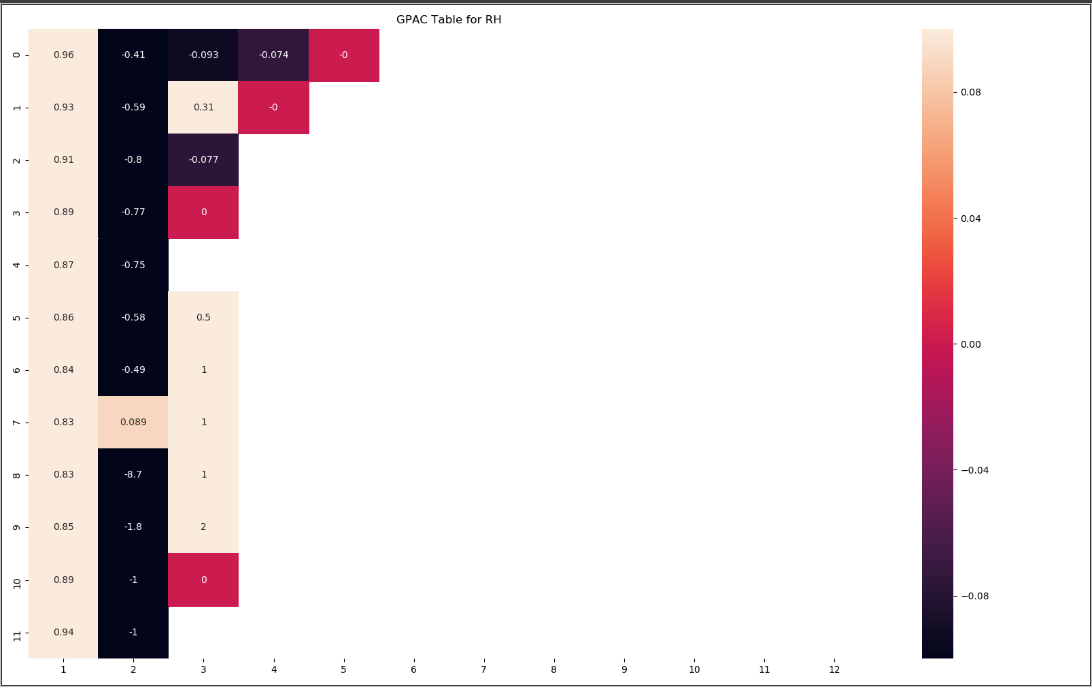 GPAC Table for RH
0 0.96 -0.41 -0.093 -0.074 -0
1 0.93 -0.59 0.31 -0
2 0.91 -0.8 -0.077
3 0.89 -0.77 0
4 0.87 -0.75
5 0.86 -0.58 0.5
6 0.84 -0.49 1
7 0.83 0.089 1
8 0.83 -8.7 1
9 0.85 -1.8 2
10 0.89 -1 0
11 0.94 -1
1 2 3 4 5 6 7 8 9 10 11 12
0.08
0.04
0.00
−0.04
−0.08